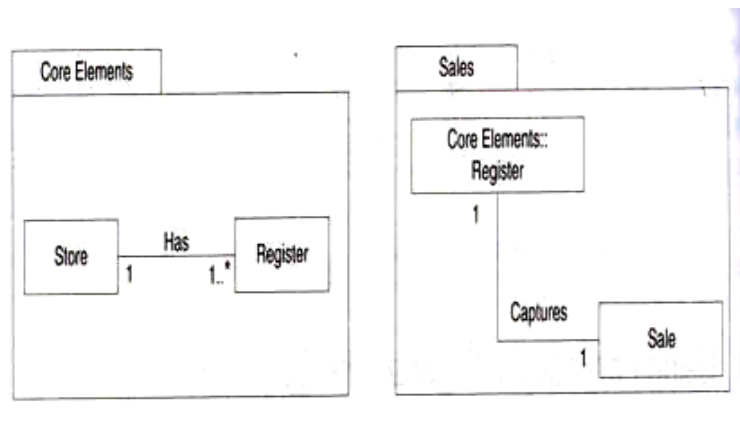 Core Elements
Store
1
Has
1..*
Register
Sales
Core Elements::
Register
1
Captures
1
Sale